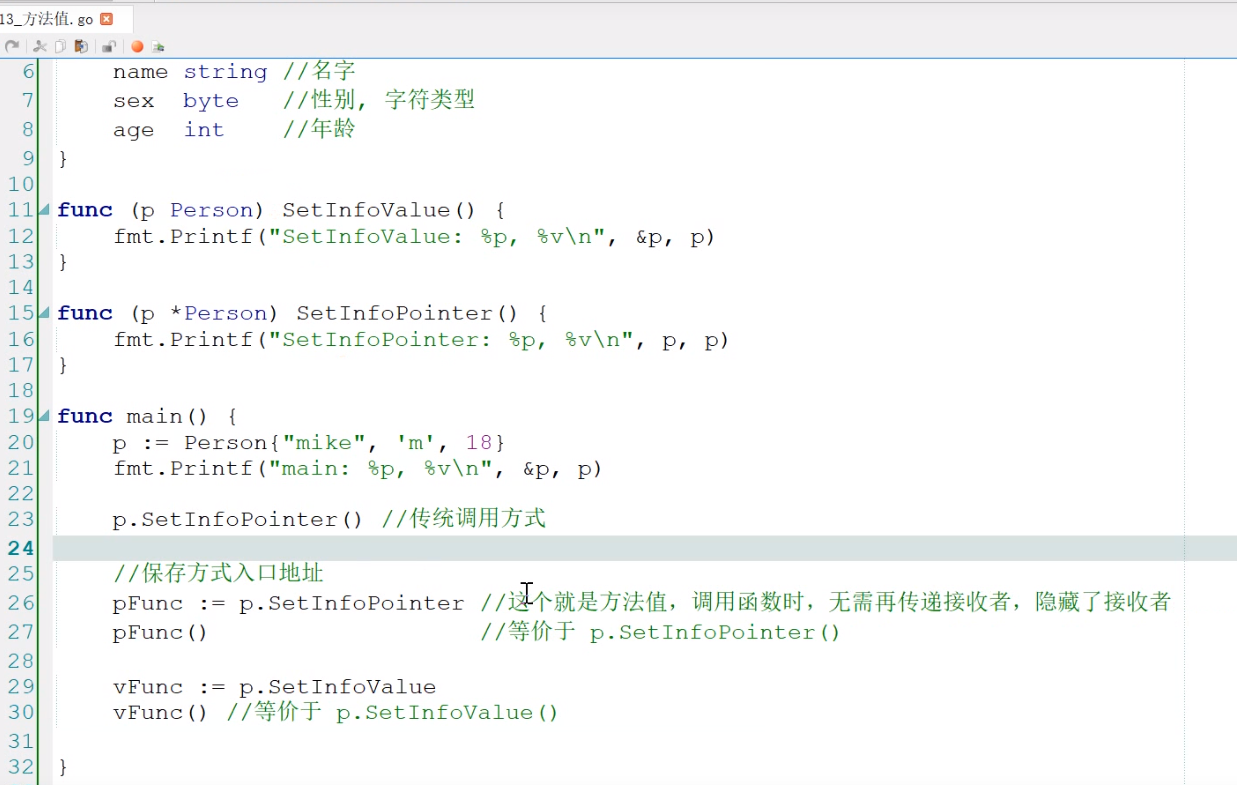 13_方法值.go
6 name string //名字
7 sex byte //性别, 字符类型
8 age int //年龄
9 }
10
11 func (p Person) SetInfoValue() {
12 fmt.Printf("SetInfoValue: %p, %v\n", &p, p)
13 }
14
15 func (p *Person) SetInfoPointer() {
16 fmt.Printf("SetInfoPointer: %p, %v\n", p, p)
17 }
18
19 func main() {
20 p := Person{"mike", 'm', 18}
21 fmt.Printf("main: %p, %v\n", &p, p)
22
23 p.SetInfoPointer() //传统调用方式
24
25 //保存方式入口地址
26 pFunc := p.SetInfoPointer //这个就是方法值，调用函数时，无需再传递接收者，隐藏了接收者
27 pFunc() //等价于 p.SetInfoPointer()
28
29 vFunc := p.SetInfoValue
30 vFunc() //等价于 p.SetInfoValue()
31
32 }